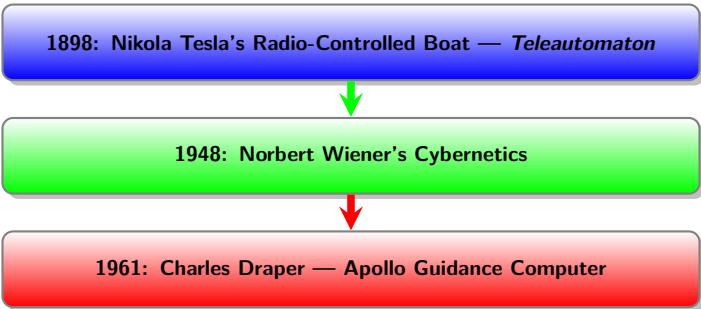 1898: Nikola Tesla's Radio-Controlled Boat — Teleautomaton
1948: Norbert Wiener's Cybernetics
1961: Charles Draper — Apollo Guidance Computer